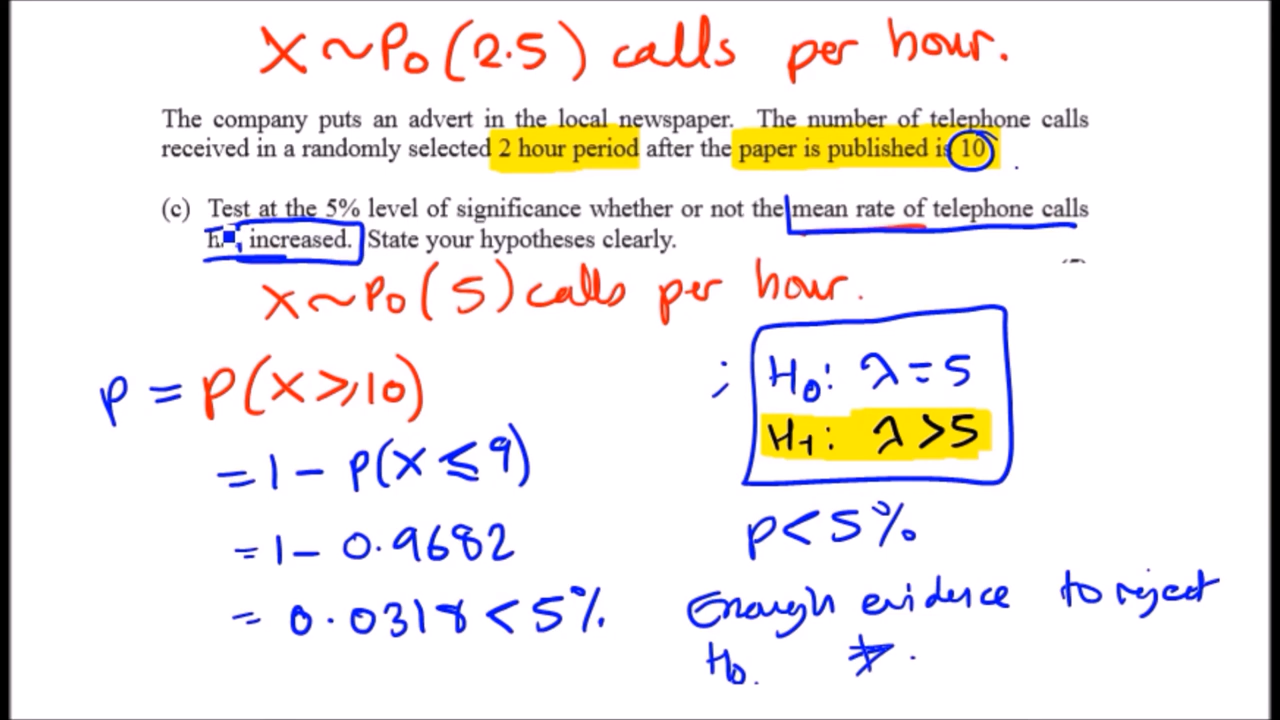 X ~ Po (2.5) calls per hour.
The company puts an advert in the local newspaper. The number of telephone calls
received in a randomly selected 2 hour period after the paper is published is 10
(c) Test at the 5% level of significance whether or not the mean rate of telephone calls
increased. State your hypotheses clearly.
X ~ Po (5) calls per hour.
p = P(X ⩾ 10)
= 1 - P(X ≤ 9)
= 1 - 0.9682
= 0.0318 < 5%
; H₀: λ = 5
H₁: λ > 5
p < 5%
Enough evidence to reject
H₀.